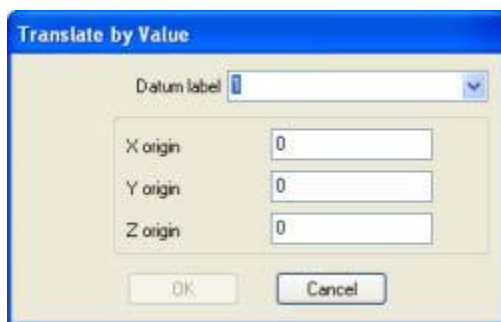 Translate by Value
Datum label 1
X origin 0
Y origin 0
Z origin 0
OK Cancel